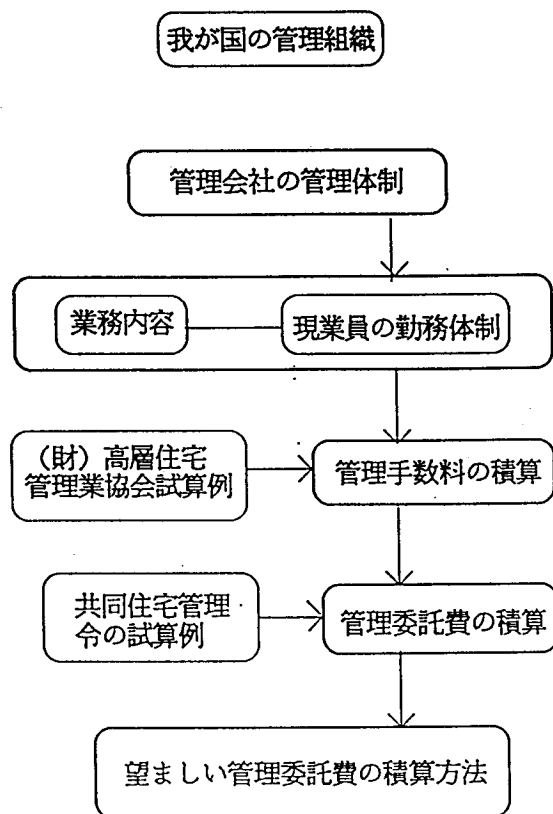 我が国の管理組織
管理会社の管理体制
業務内容
現業員の勤務体制
（財）高層住宅
管理業協会試算例
管理手数料の積算
共同住宅管理
令の試算例
管理委託費の積算
望ましい管理委託費の積算方法